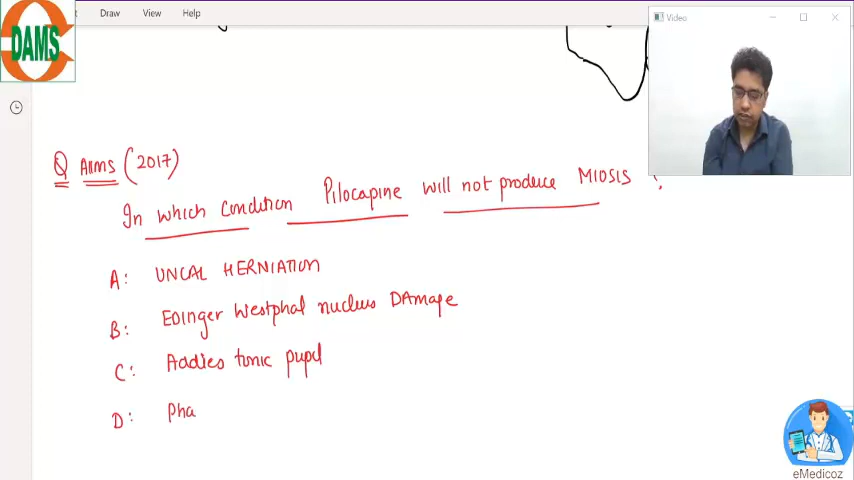 DAMS
Draw View Help
Video
Q AIIMS (2017)
In which condition Pilocapine will not produce MIOSIS ?
A: UNCAL HERNIATION
B: EDinger Westphal nucleus DAmage
C: Addies tonic pupil
D: Pha
eMedicoz